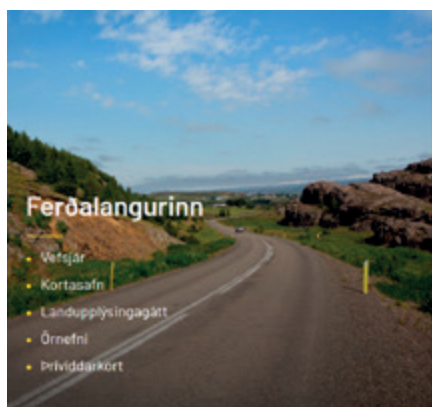 Ferðalangurinn
Vefsjár
Kortasafn
Landupplýsingagátt
Örnefni
Þrívíddarkort